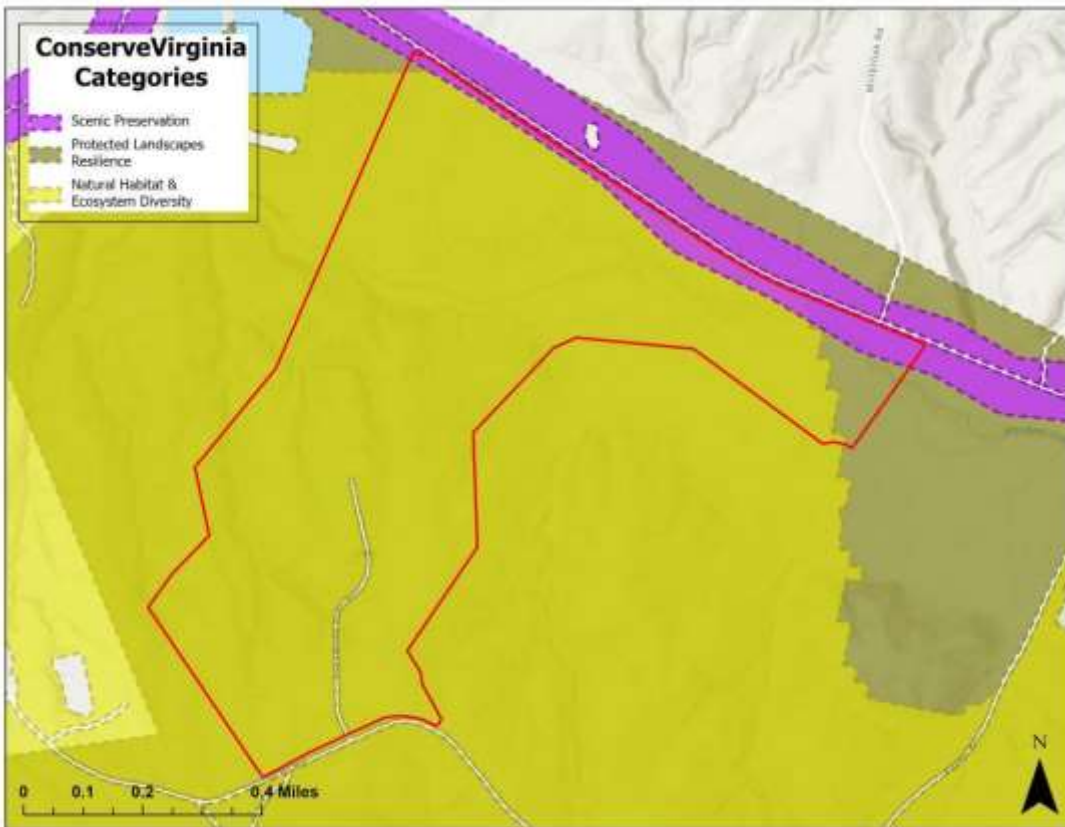 ConserveVirginia
Categories
Scenic Preservation
Protected Landscapes
Resilience
Natural Habitat &
Ecosystem Diversity
N
0 0.1 0.2 0.4 Miles